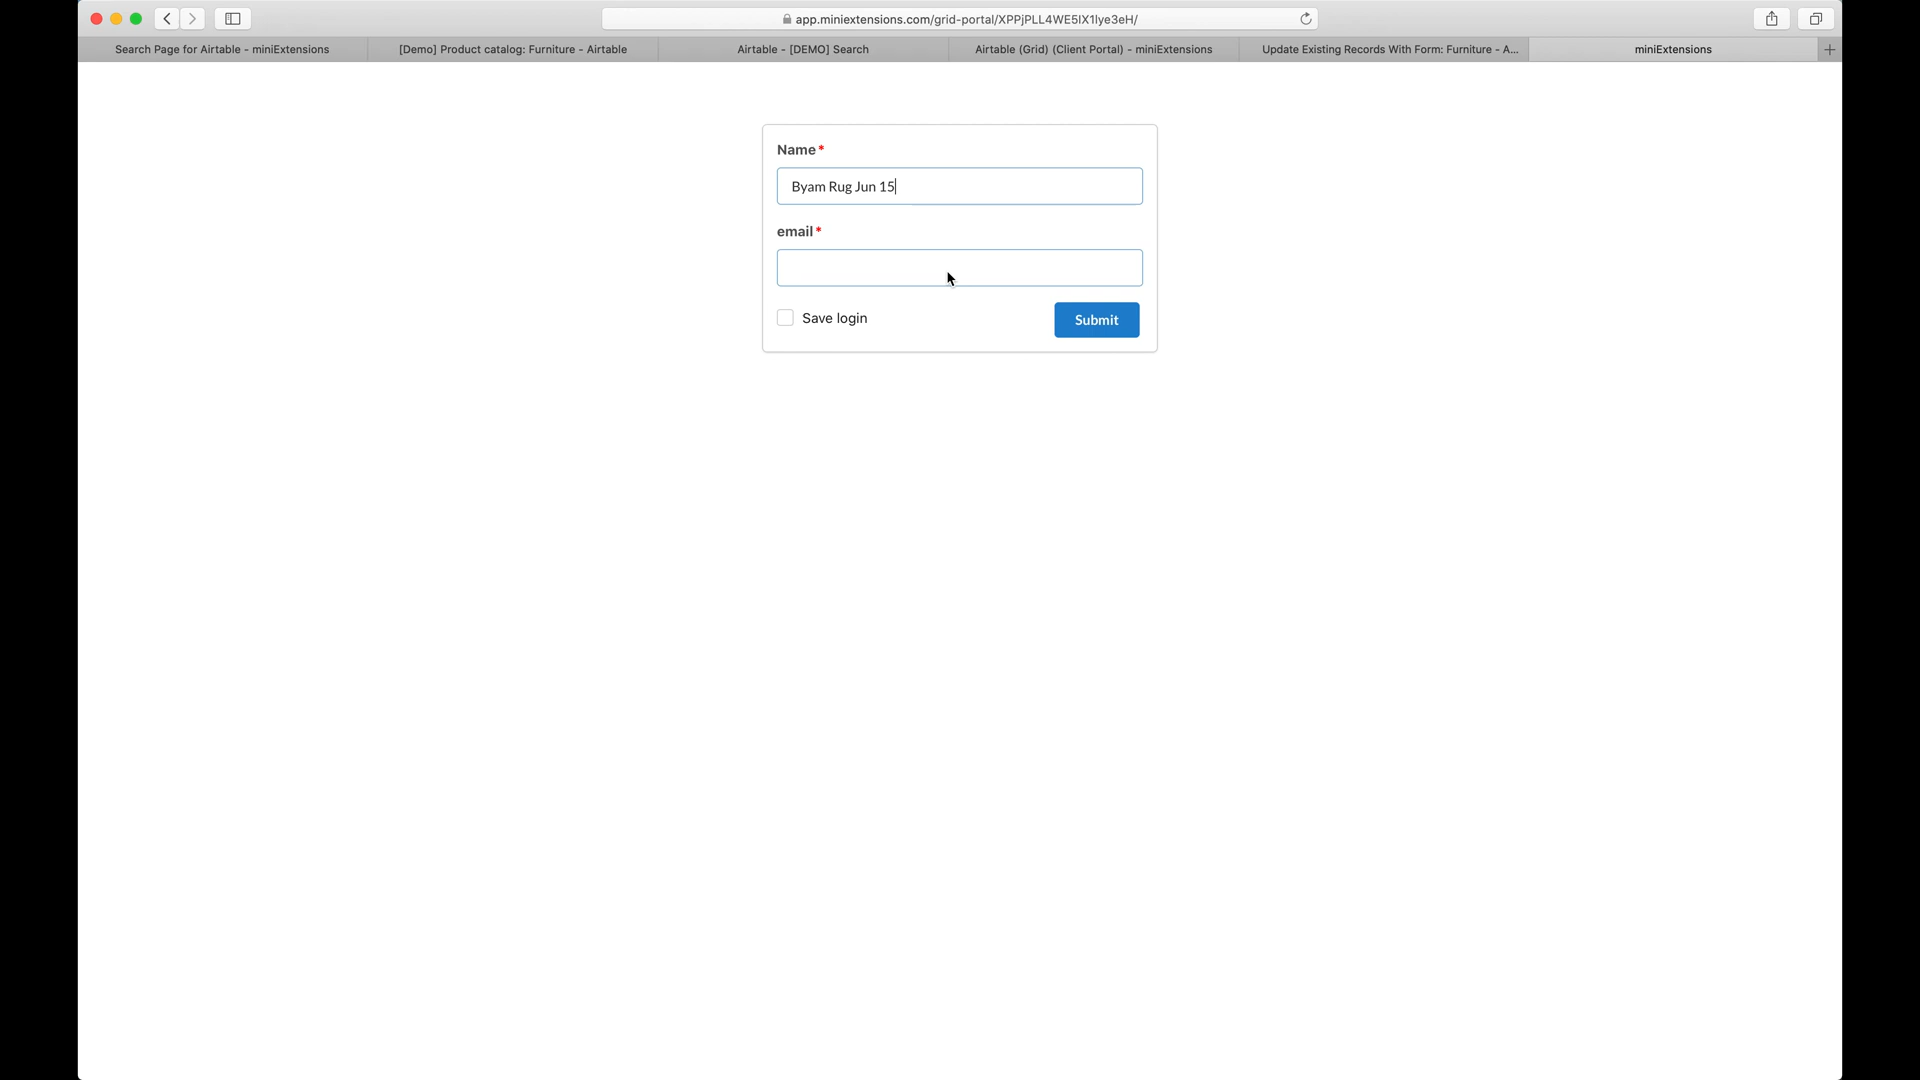 app.miniextensions.com/grid-portal/XPPjPLL4WE5IX1lye3eH/
Search Page for Airtable - miniExtensions
[Demo] Product catalog: Furniture - Airtable
Airtable - [DEMO] Search
Airtable (Grid) (Client Portal) - miniExtensions
Update Existing Records With Form: Furniture - A...
miniExtensions
Name*
Byam Rug Jun 15
email*
Save login
Submit